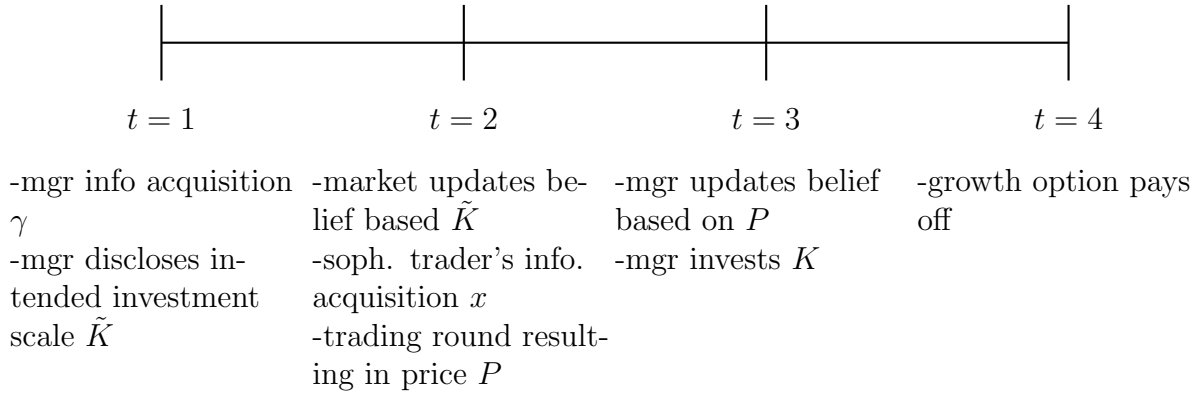 t = 1
t = 2
t = 3
t = 4
-mgr info acquisition
γ
-mgr discloses in-
tended investment
scale K̃
-market updates be-
lief based K̃
-soph. trader's info.
acquisition x
-trading round result-
ing in price P
-mgr updates belief
based on P
-mgr invests K
-growth option pays
off